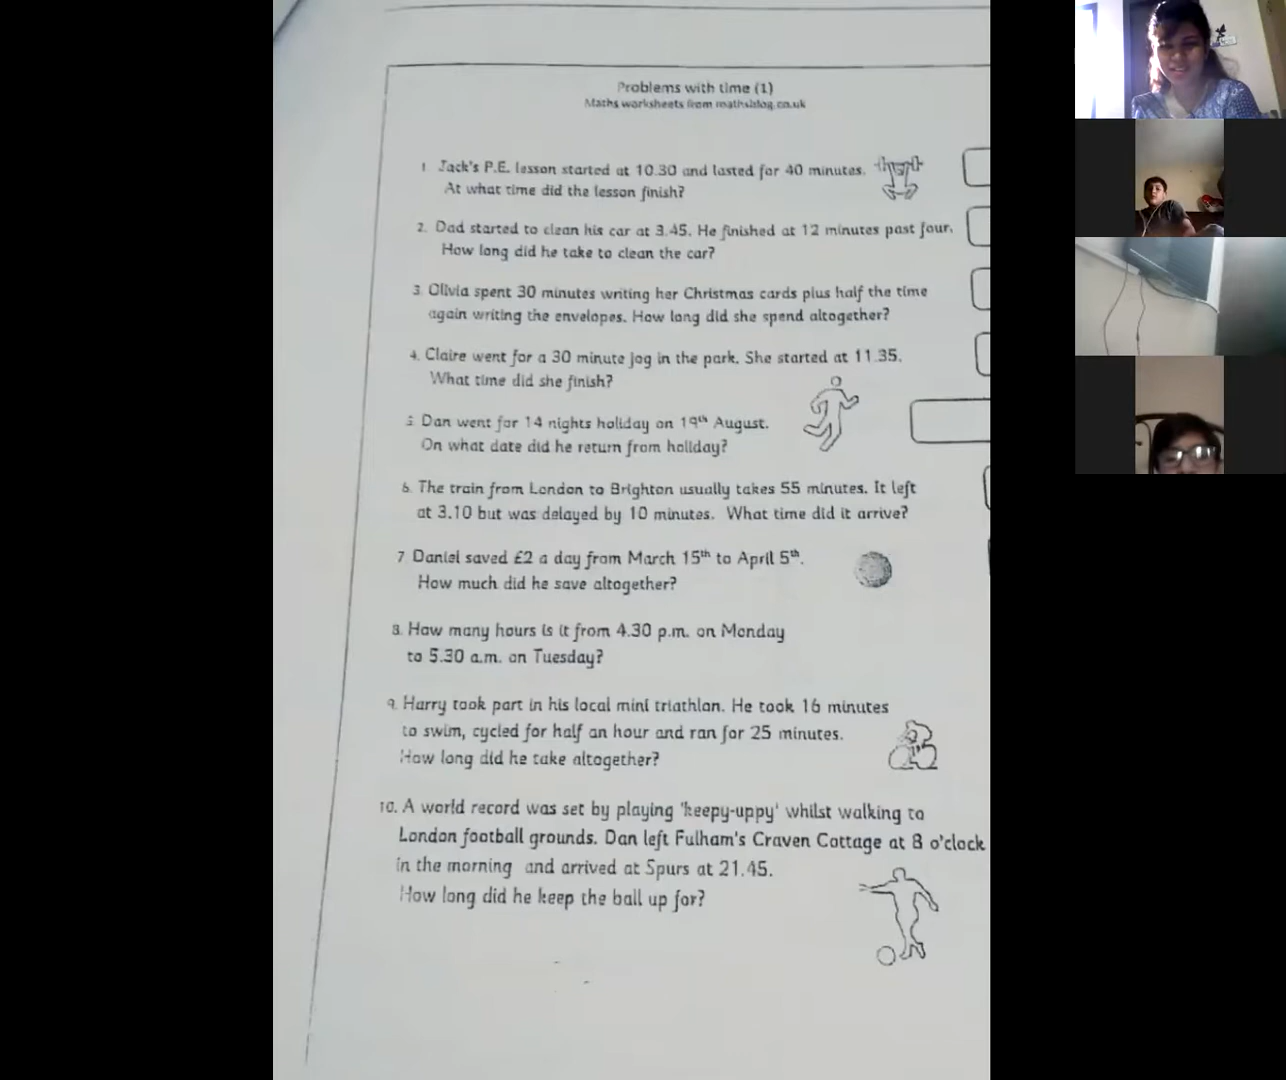 Problems with time (1)
Maths worksheets from mathsblog.co.uk
1. Jack's P.E. lesson started at 10.30 and lasted for 40 minutes.
At what time did the lesson finish?
2. Dad started to clean his car at 3.45. He finished at 12 minutes past four.
How long did he take to clean the car?
3. Olivia spent 30 minutes writing her Christmas cards plus half the time
again writing the envelopes. How long did she spend altogether?
4. Claire went for a 30 minute jog in the park. She started at 11.35.
What time did she finish?
5. Dan went for 14 nights holiday on 19th August.
On what date did he return from holiday?
6. The train from London to Brighton usually takes 55 minutes. It left
at 3.10 but was delayed by 10 minutes. What time did it arrive?
7. Daniel saved £2 a day from March 15th to April 5th.
How much did he save altogether?
8. How many hours is it from 4.30 p.m. on Monday
to 5.30 a.m. on Tuesday?
9. Harry took part in his local mini triathlon. He took 16 minutes
to swim, cycled for half an hour and ran for 25 minutes.
How long did he take altogether?
10. A world record was set by playing 'keepy-uppy' whilst walking to
London football grounds. Dan left Fulham's Craven Cottage at 8 o'clock
in the morning and arrived at Spurs at 21.45.
How long did he keep the ball up for?